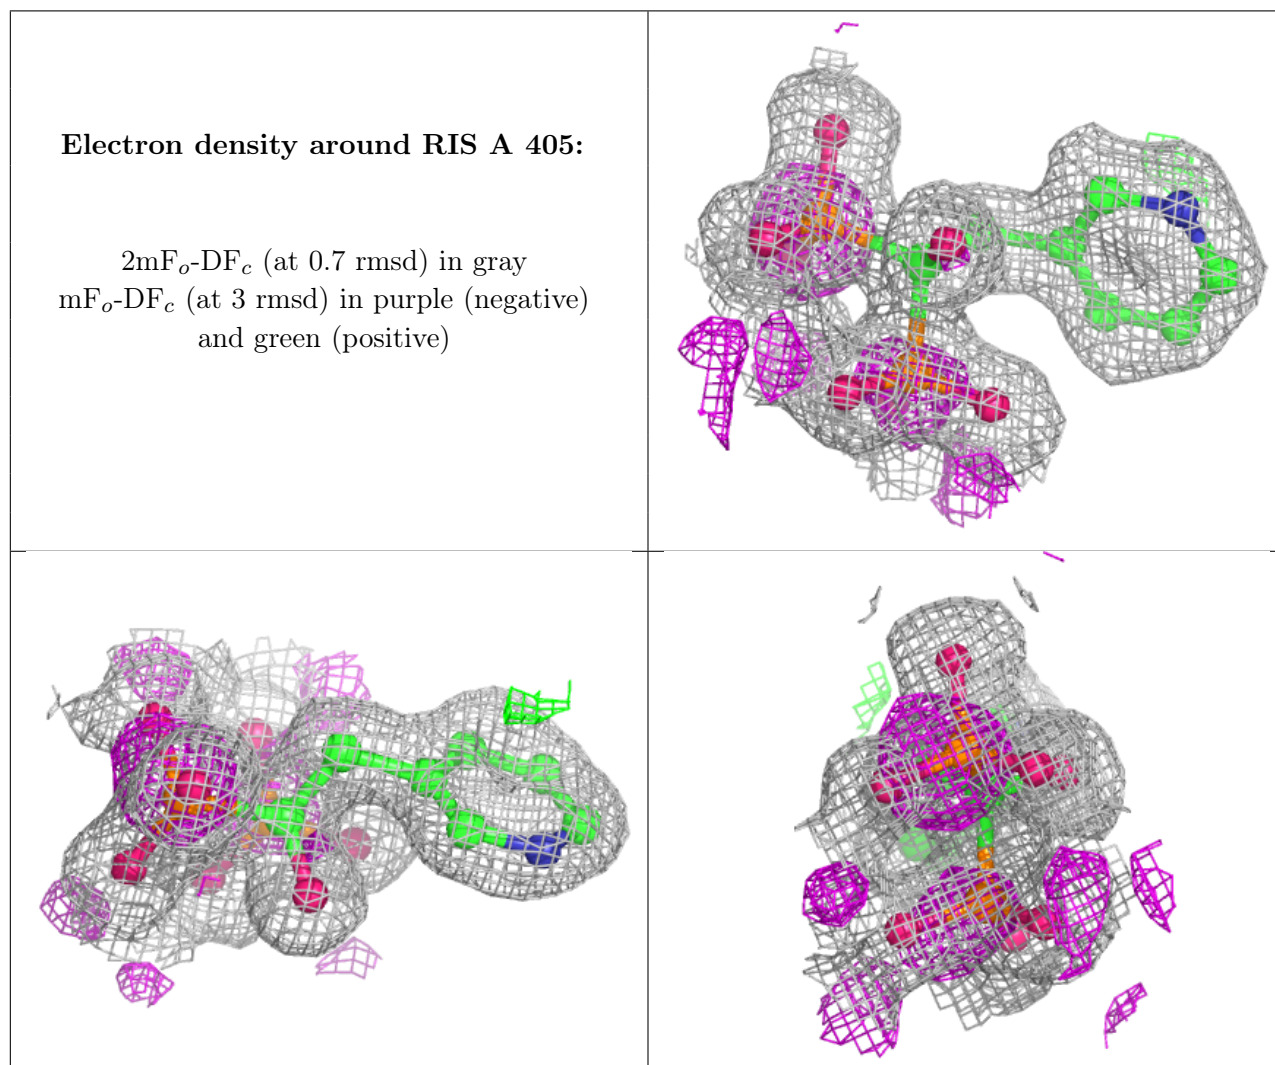 Electron density around RIS A 405:
2mFo-DFc (at 0.7 rmsd) in gray
mFo-DFc (at 3 rmsd) in purple (negative)
and green (positive)